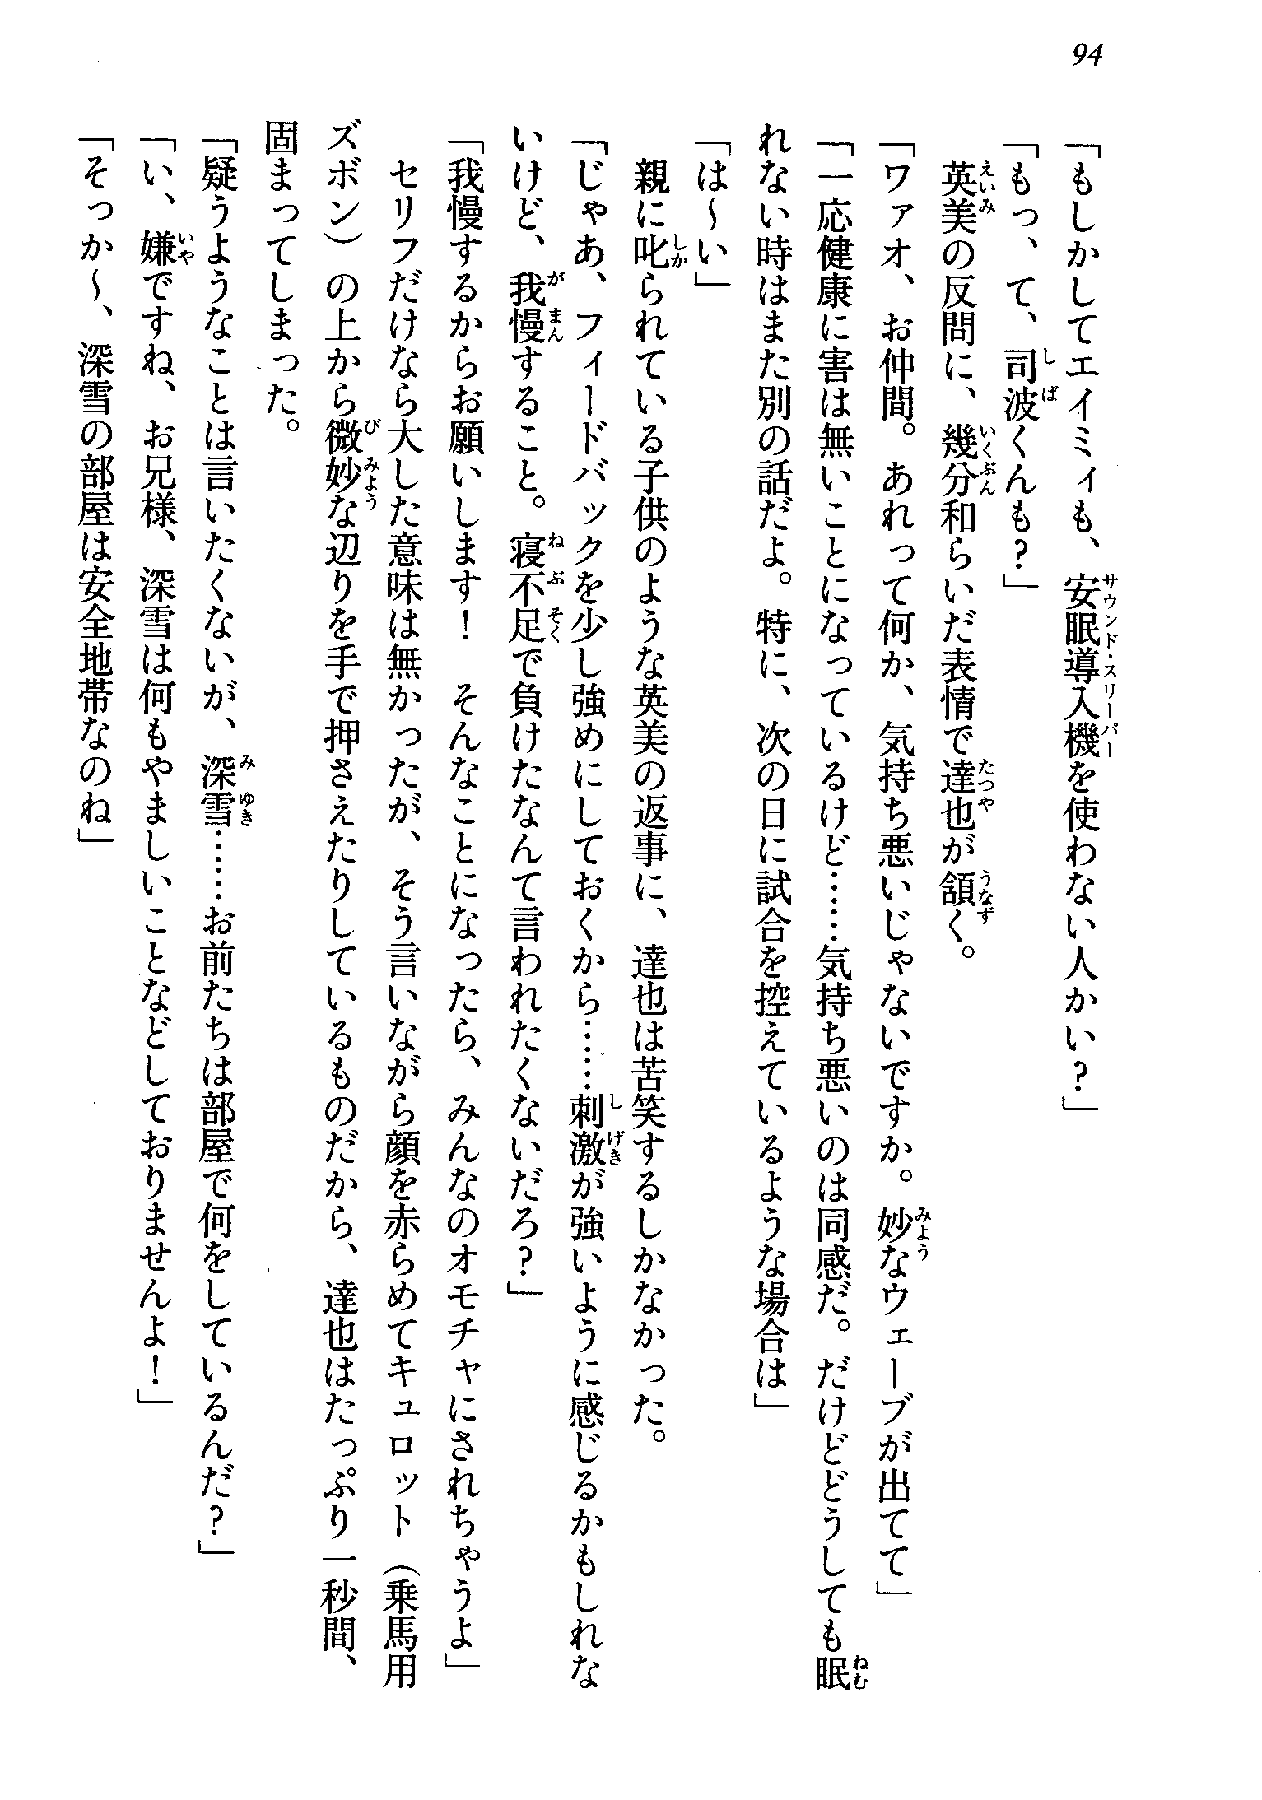 94
「もしかしてエイミィも、安眠導入機を使わない人かい？」
「もっ、て、司波くんも？」
　英美の反問に、幾分和らいだ表情で達也が頷く。
「ワァオ、お仲間。あれって何か、気持ち悪いじゃないですか。妙なウェーブが出てて」
「一応健康に害は無いことになっているけど……気持ち悪いのは同感だ。だけどどうしても眠
れない時はまた別の話だよ。特に、次の日に試合を控えているような場合は」
「は～い」
　親に叱られている子供のような英美の返事に、達也は苦笑するしかなかった。
「じゃあ、フィードバックを少し強めにしておくから……刺激が強いように感じるかもしれな
いけど、我慢すること。寝不足で負けたなんて言われたくないだろ？」
「我慢するからお願いします！　そんなことになったら、みんなのオモチャにされちゃうよ」
　セリフだけなら大した意味は無かったが、そう言いながら顔を赤らめてキュロット（乗馬用
ズボン）の上から微妙な辺りを手で押さえたりしているものだから、達也はたっぷり一秒間、
固まってしまった。
「疑うようなことは言いたくないが、深雪……お前たちは部屋で何をしているんだ？」
「い、嫌ですね、お兄様、深雪は何もやましいことなどしておりませんよ！」
「そっか～、深雪の部屋は安全地帯なのね」